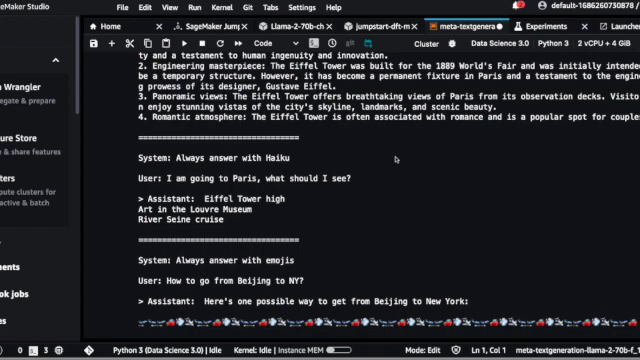 ageMaker Studio
File Edit View Run Kernel Git Tabs Settings Help
default-1686260730878
Home
SageMaker Jump
Llama-2-70b-ch
jumpstart-dft-m
meta-textgenera
Experiments
Launcher
Code
Cluster
Data Science 3.0
Python 3
2 vCPU + 4 GiB
ty and a testament to human ingenuity and innovation.
2. Engineering masterpiece: The Eiffel Tower was built for the 1889 World's Fair and was initially intended
be a temporary structure. However, it has become a permanent fixture in Paris and a testament to the engineer
g prowess of its designer, Gustave Eiffel.
3. Panoramic views: The Eiffel Tower offers breathtaking views of Paris from its observation decks. Visito
n enjoy stunning vistas of the city's skyline, landmarks, and scenic beauty.
4. Romantic atmosphere: The Eiffel Tower is often associated with romance and is a popular spot for couples
==================================
System: Always answer with Haiku
User: I am going to Paris, what should I see?
> Assistant: Eiffel Tower high
Art in the Louvre Museum
River Seine cruise
==================================
System: Always answer with emojis
User: How to go from Beijing to NY?
> Assistant: Here's one possible way to get from Beijing to New York:
Wrangler
egate & prepare
ure Store
e & share features
ters
pute clusters for
active & batch
ments
ok jobs
es
0
3
Python 3 (Data Science 3.0) | Idle
Kernel: Idle | Instance MEM
Mode: Edit
Ln 1, Col 1
meta-textgeneration-llama-2-70b-f_1